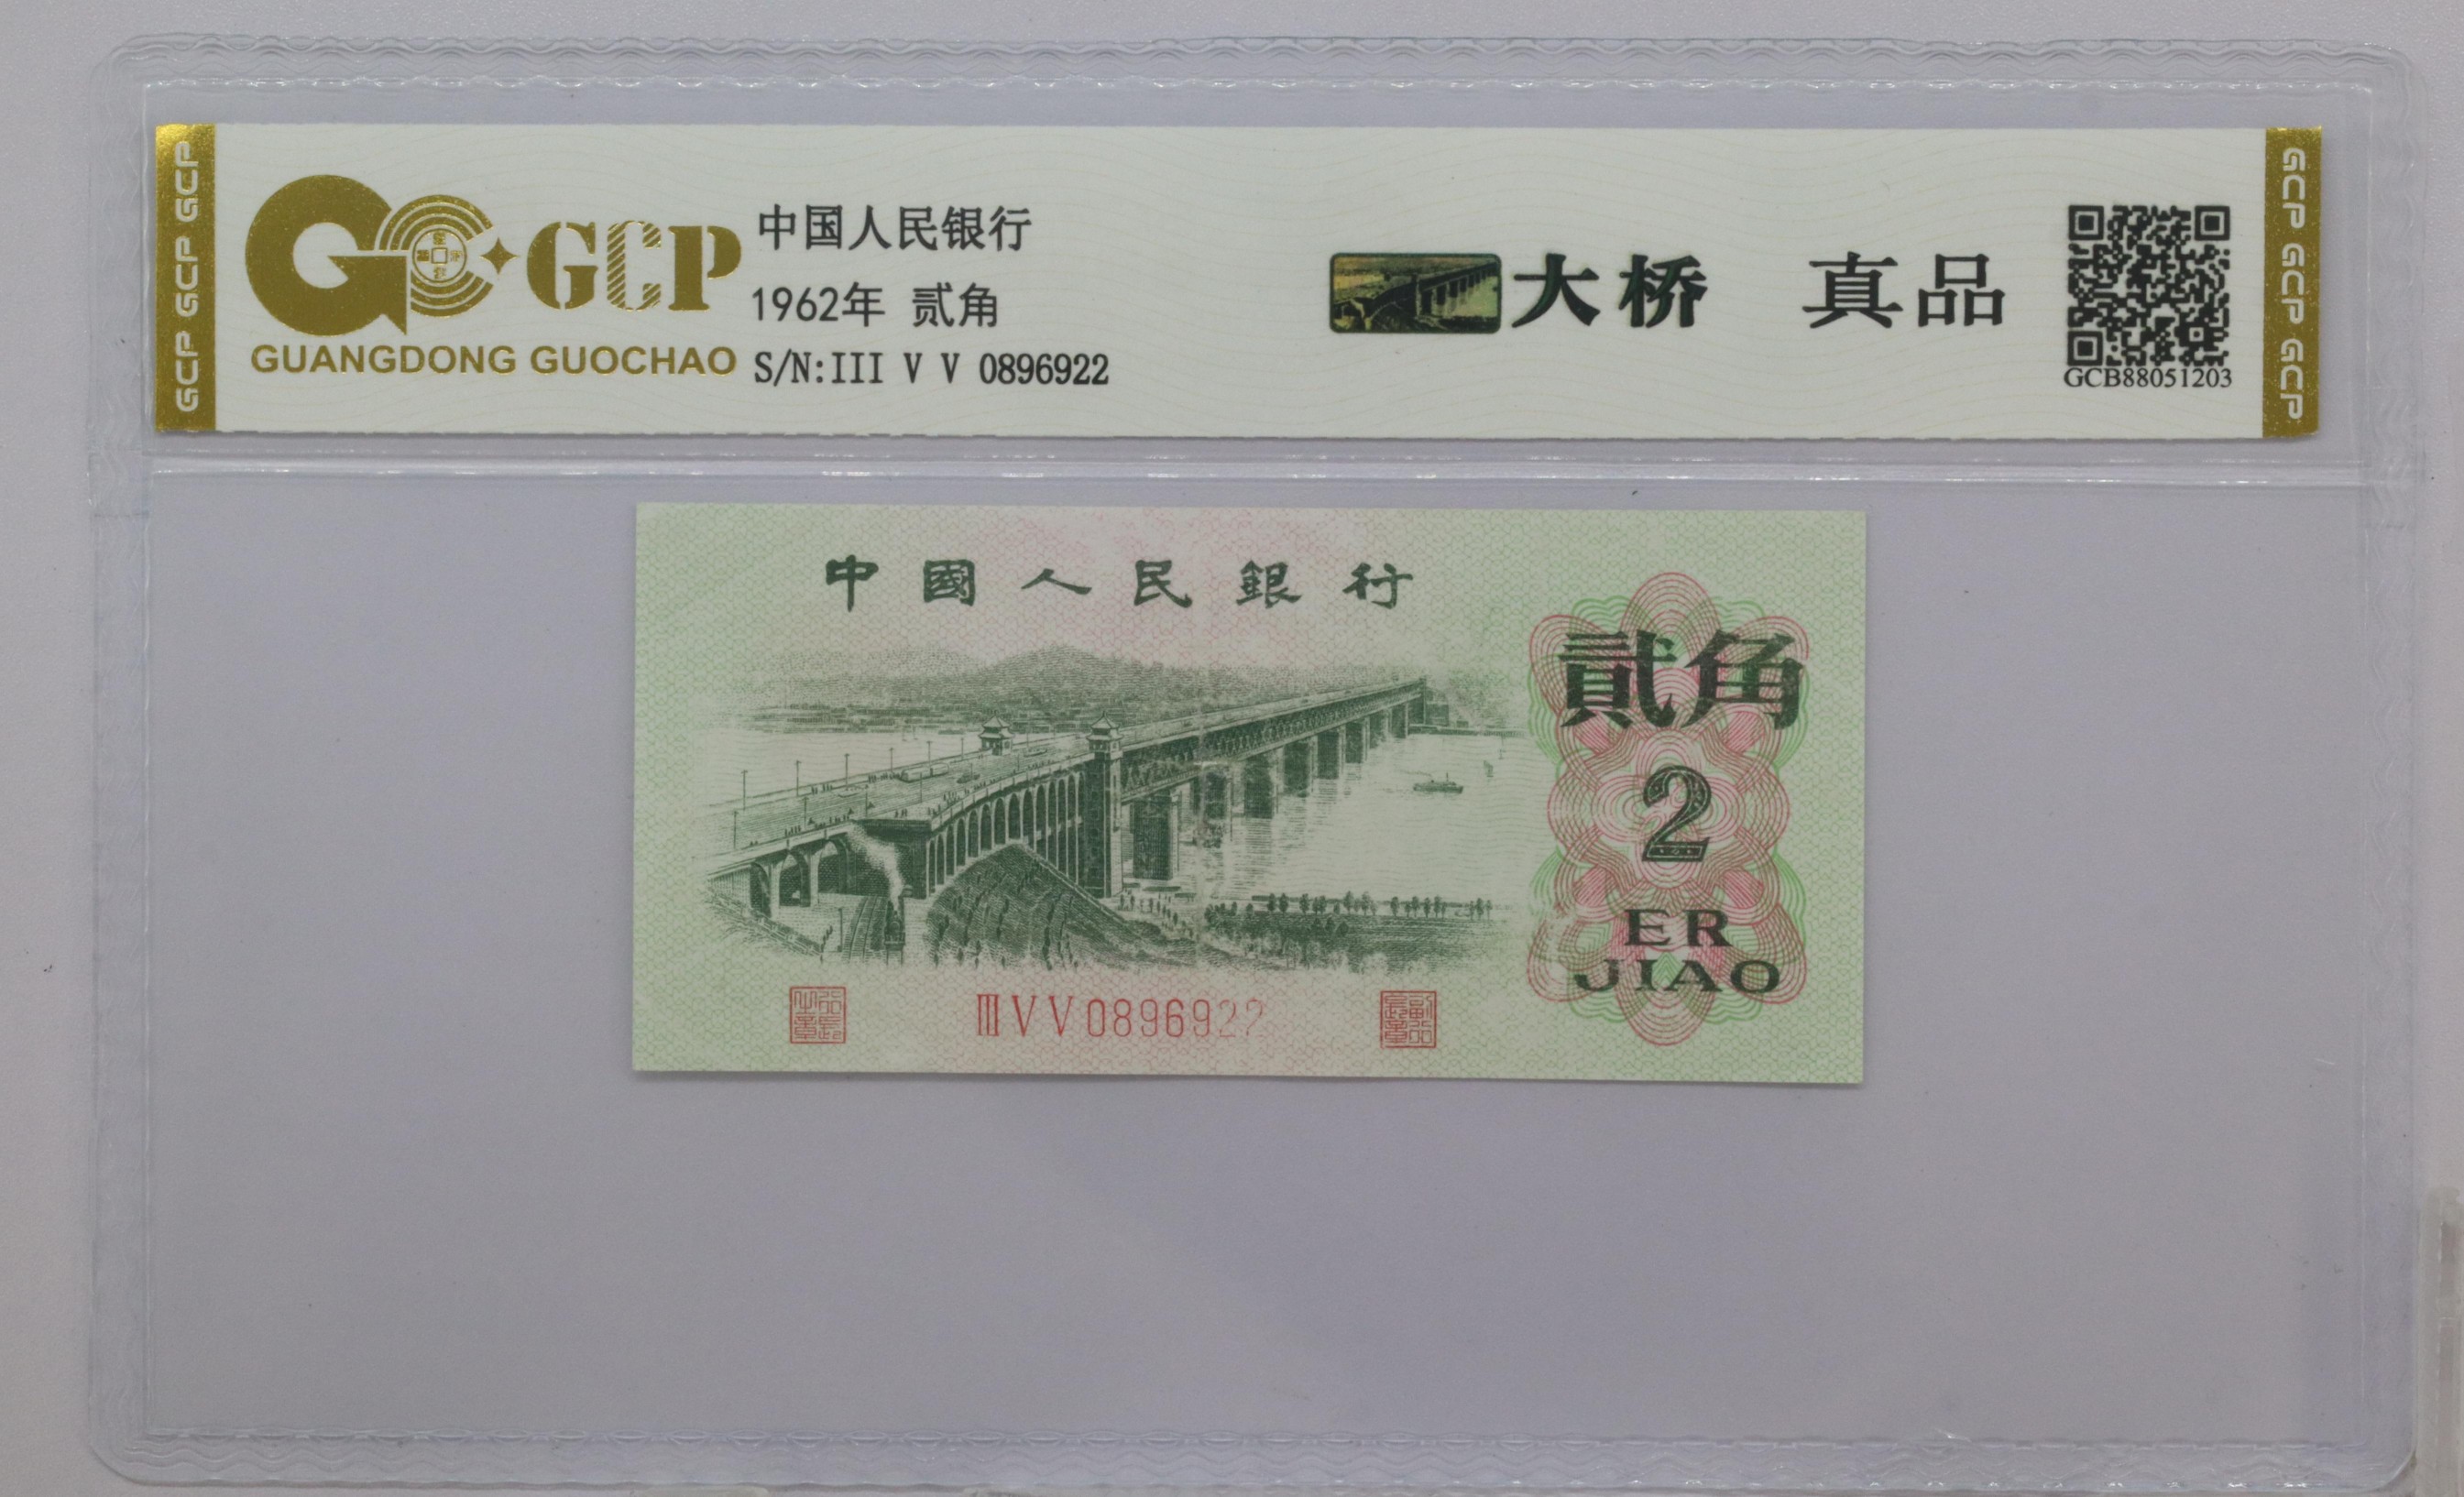 GCP GCP GCP
GCP
GUANGDONG GUOCHAO
中国人民银行
1962年 贰角
S/N:III V V 0896922
大桥 真品
GCB88051203
GCP GCP GCP
中國人民銀行
貳角
2
ER
JIAO
III V V 0896922